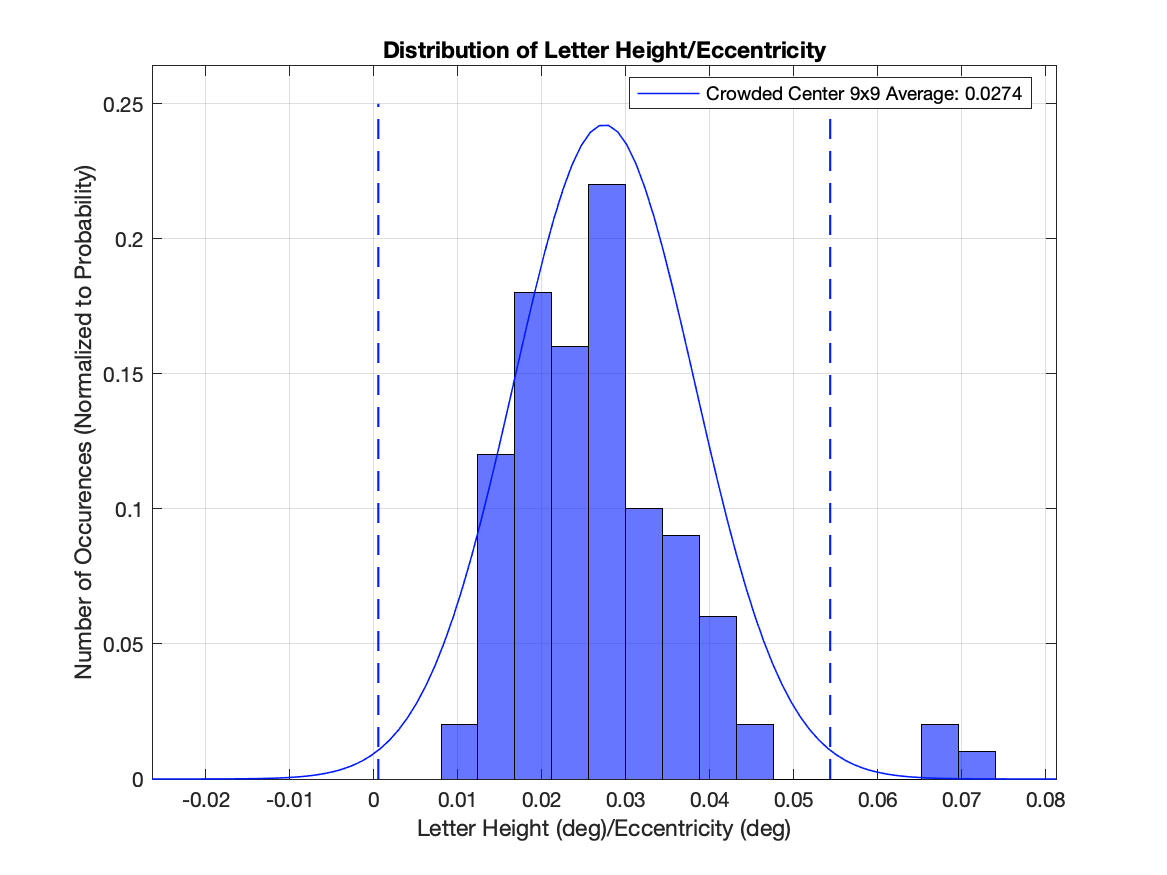 Distribution of Letter Height/Eccentricity
Crowded Center 9x9 Average: 0.0274
Number of Occurences (Normalized to Probability)
0.25
0.2
0.15
0.1
0.05
0
-0.02 -0.01 0 0.01 0.02 0.03 0.04 0.05 0.06 0.07 0.08
Letter Height (deg)/Eccentricity (deg)